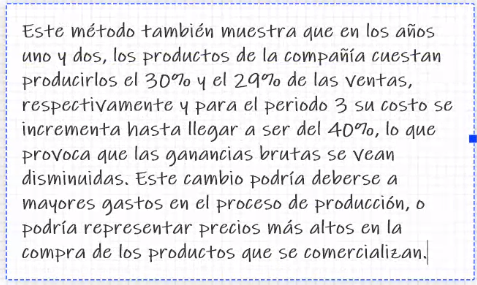 Este método también muestra que en los años
uno y dos, los productos de la compañía cuestan
producirlos el 30% y el 29% de las ventas,
respectivamente y para el periodo 3 su costo se
incrementa hasta llegar a ser del 40%, lo que
provoca que las ganancias brutas se vean
disminuidas. Este cambio podría deberse a
mayores gastos en el proceso de producción, o
podría representar precios más altos en la
compra de los productos que se comercializan.